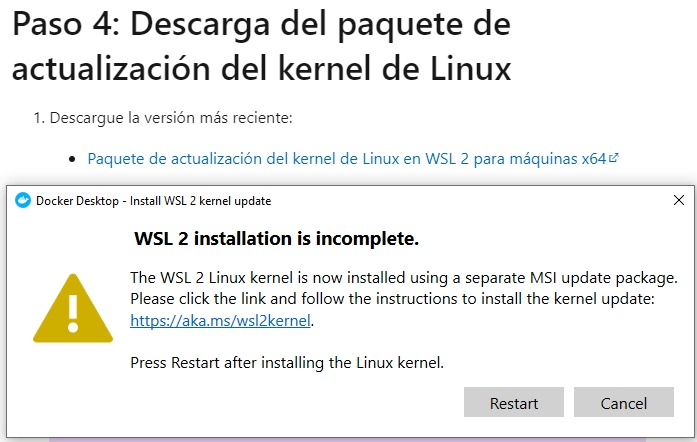 Paso 4: Descarga del paquete de
actualización del kernel de Linux
1. Descargue la versión más reciente:
• Paquete de actualización del kernel de Linux en WSL 2 para máquinas x64
Docker Desktop - Install WSL 2 kernel update
WSL 2 installation is incomplete.
The WSL 2 Linux kernel is now installed using a separate MSI update package.
Please click the link and follow the instructions to install the kernel update:
https://aka.ms/wsl2kernel.
Press Restart after installing the Linux kernel.
Restart Cancel